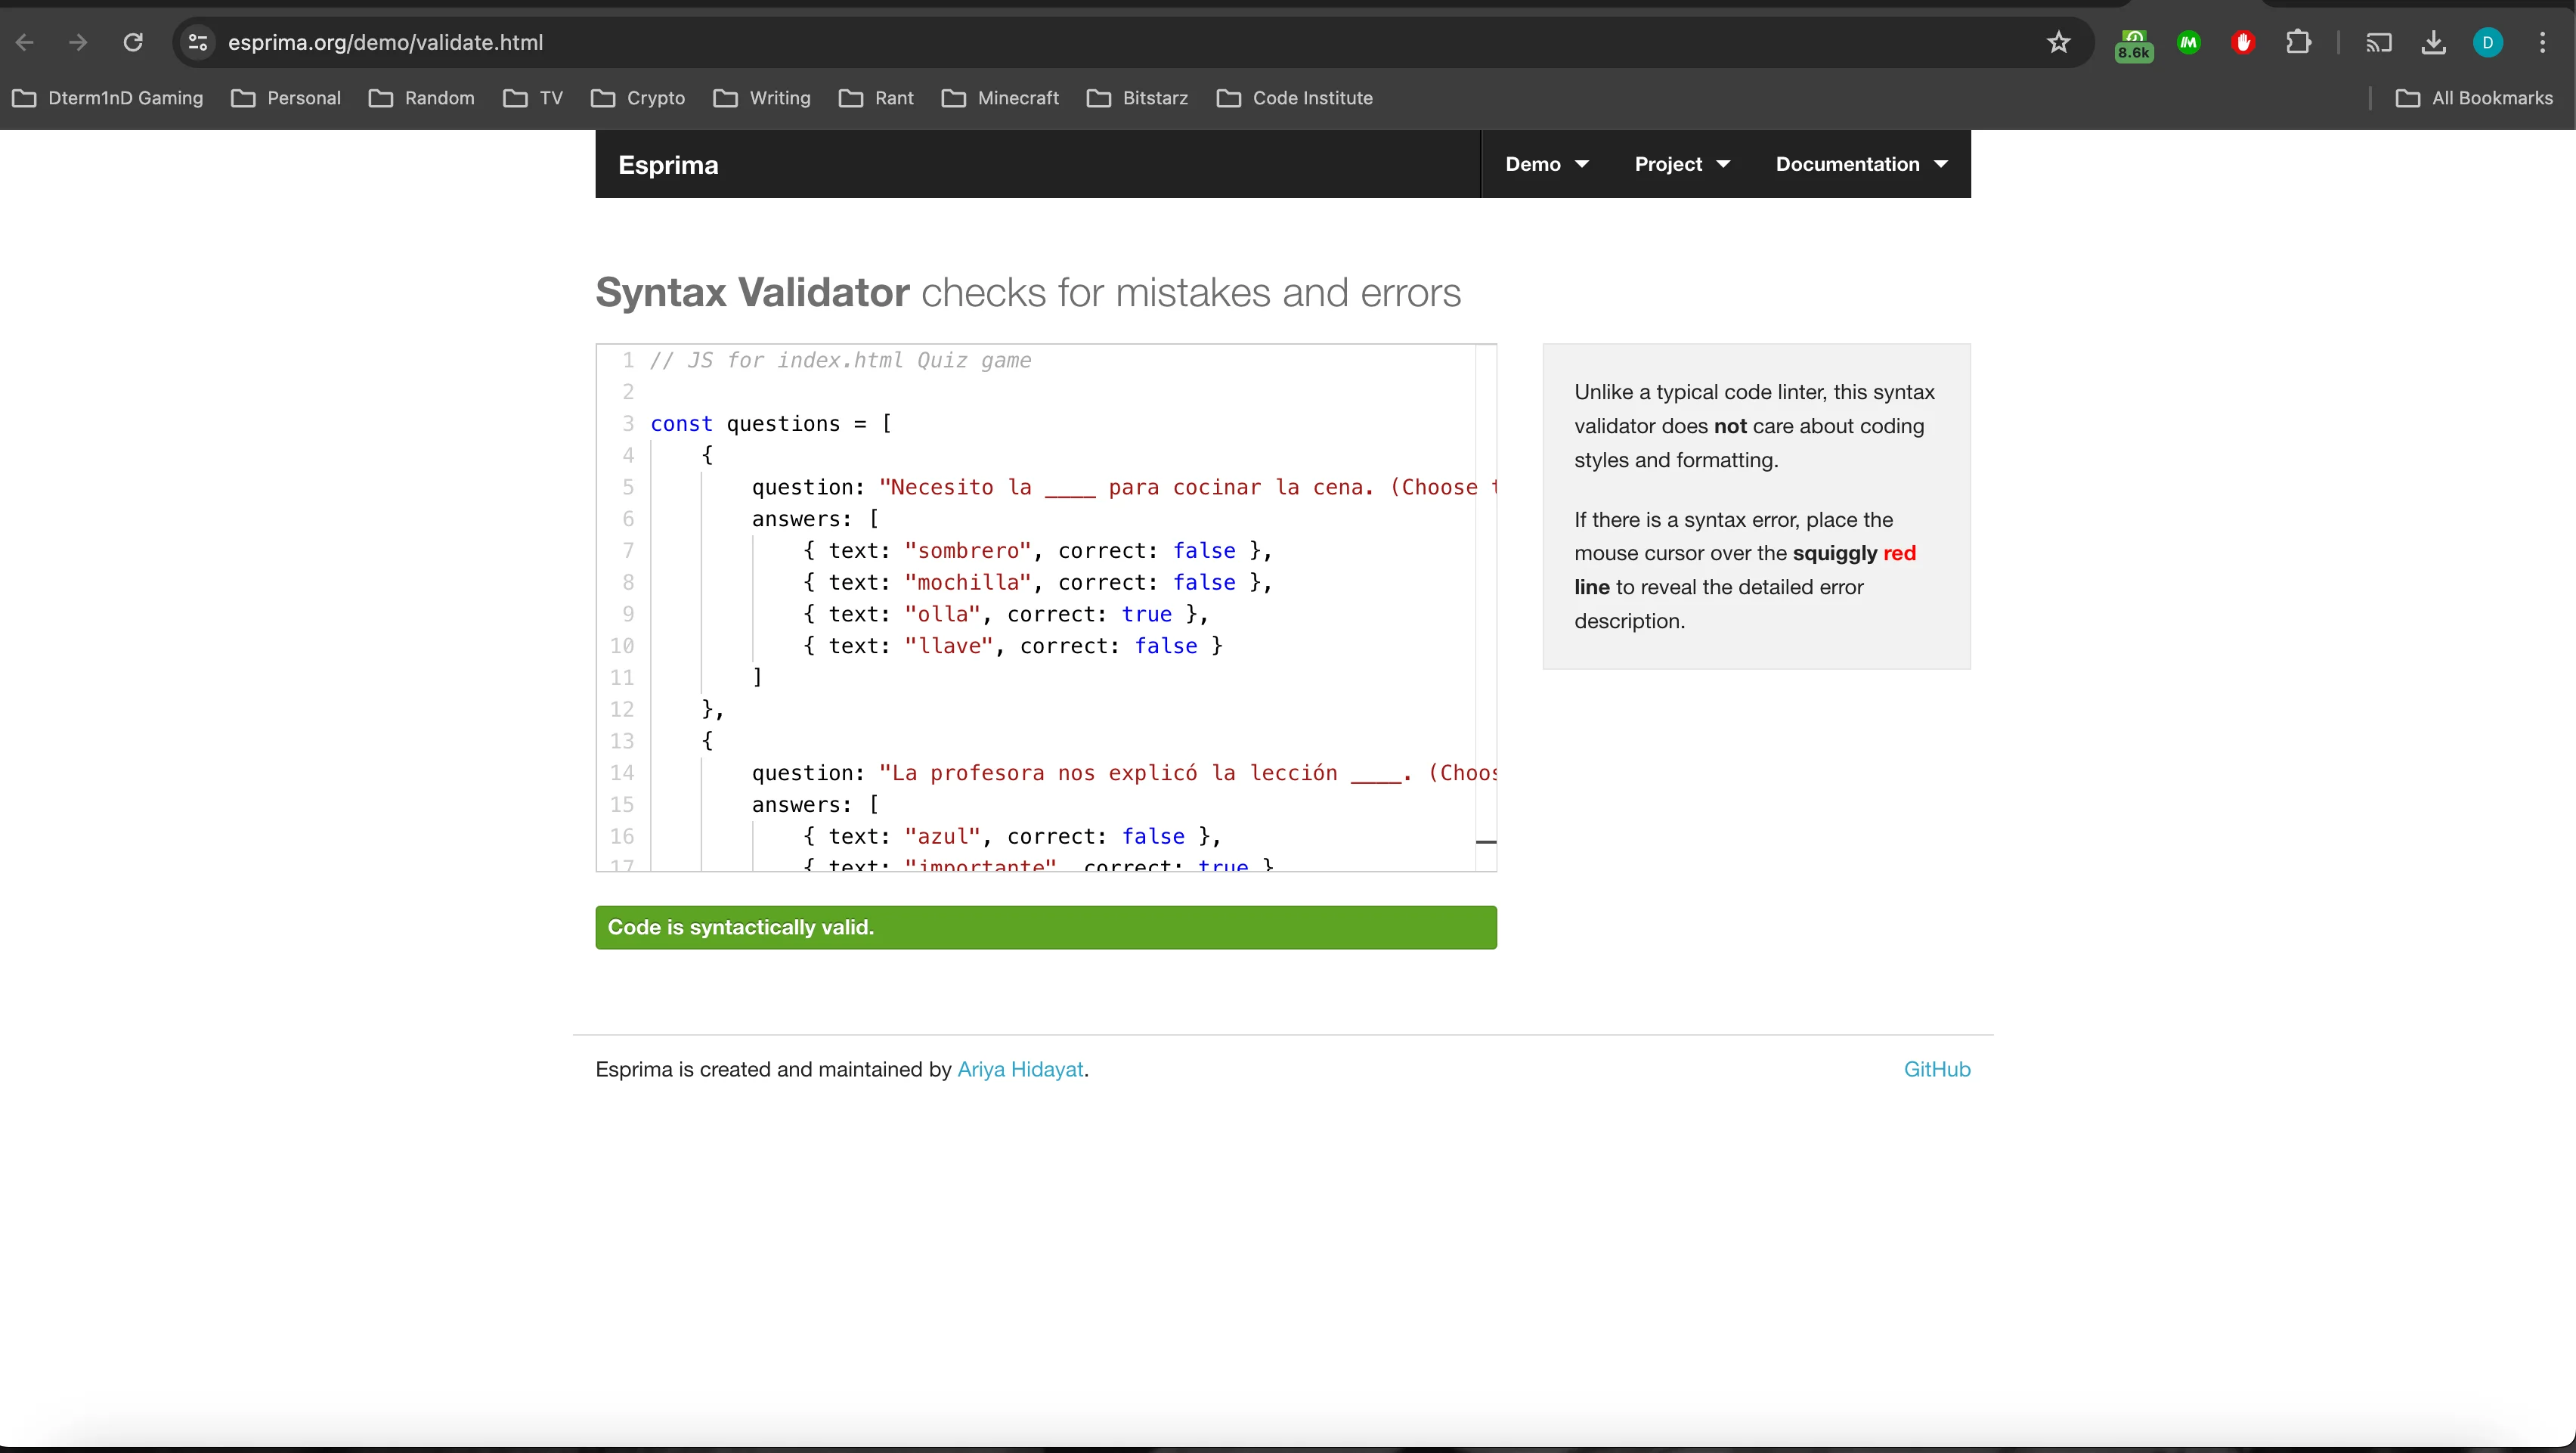 esprima.org/demo/validate.html
8.6k
D
Dterm1nD Gaming Personal Random TV Crypto Writing Rant Minecraft Bitstarz Code Institute All Bookmarks
Esprima Demo Project Documentation
Syntax Validator checks for mistakes and errors
1 // JS for index.html Quiz game
2
3 const questions = [
4 {
5 question: "Necesito la ____ para cocinar la cena. (Choose
6 answers: [
7 { text: "sombrero", correct: false },
8 { text: "mochilla", correct: false },
9 { text: "olla", correct: true },
10 { text: "llave", correct: false }
11 ]
12 },
13 {
14 question: "La profesora nos explicó la lección ____. (Choos
15 answers: [
16 { text: "azul", correct: false },
17 { text: "importante", correct: true }
Code is syntactically valid.
Unlike a typical code linter, this syntax
validator does not care about coding
styles and formatting.
If there is a syntax error, place the
mouse cursor over the squiggly red
line to reveal the detailed error
description.
Esprima is created and maintained by Ariya Hidayat.
GitHub